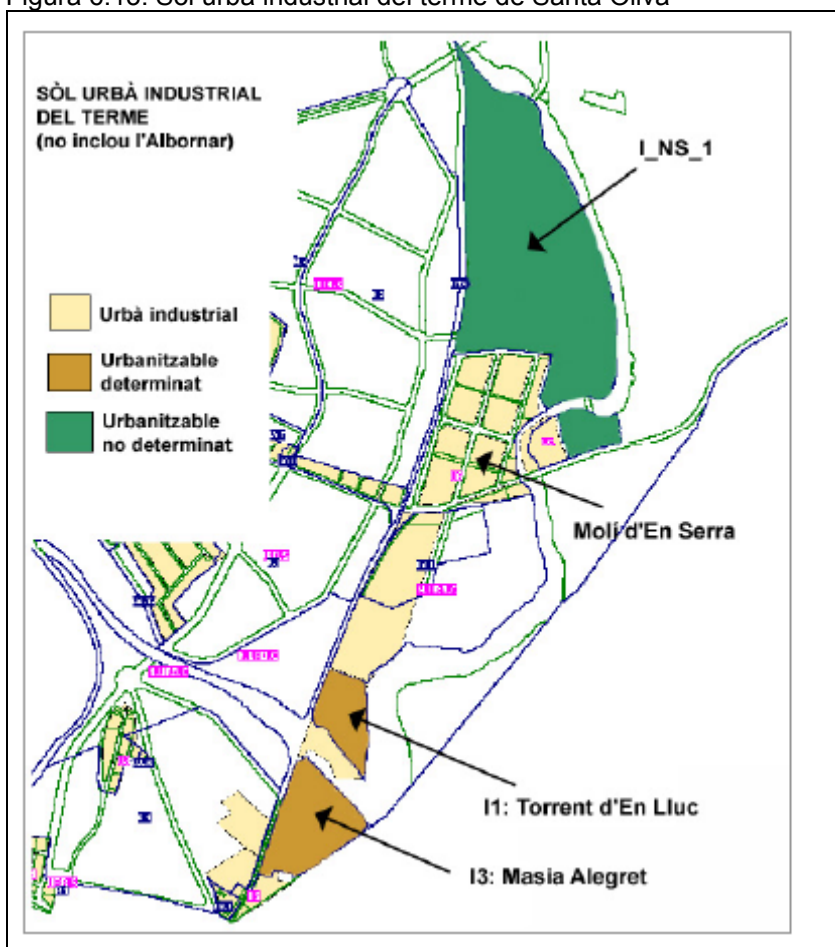 Figura 6.18. Sòl urbà industrial del terme de Santa Oliva
SÒL URBÀ INDUSTRIAL
DEL TERME
(no inclou l'Albornar)
I_NS_1
Urbà industrial
Urbanitzable
determinat
Urbanitzable
no determinat
Molí d'En Serra
I1: Torrent d'En Lluc
I3: Masia Alegret